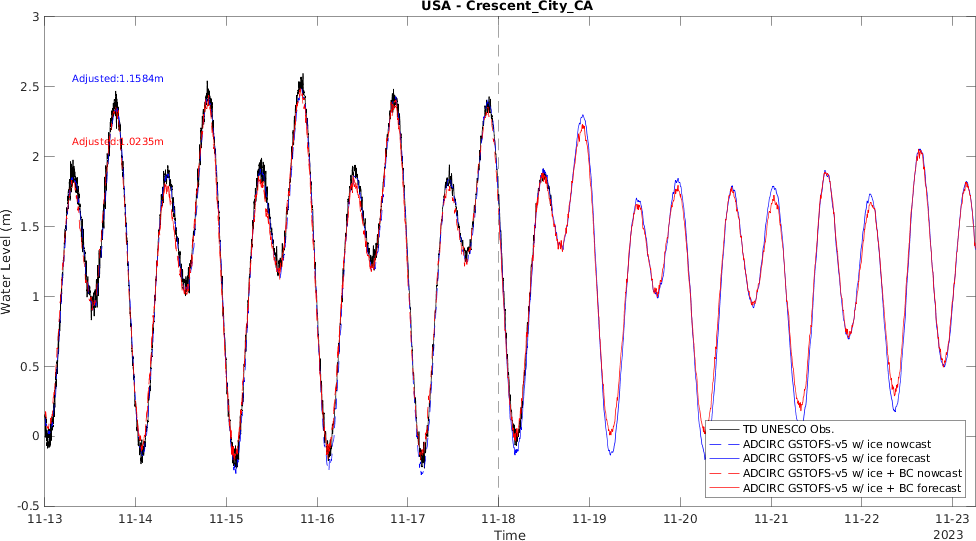 USA - Crescent_City_CA
3
2.5
2
1.5
1
0.5
0
-0.5
Water Level (m)
Adjusted:1.1584m
Adjusted:1.0235m
TD UNESCO Obs.
ADCIRC GSTOFS-v5 w/ ice nowcast
ADCIRC GSTOFS-v5 w/ ice forecast
ADCIRC GSTOFS-v5 w/ ice + BC nowcast
ADCIRC GSTOFS-v5 w/ ice + BC forecast
11-13 11-14 11-15 11-16 11-17 11-18 11-19 11-20 11-21 11-22 11-23
Time
2023